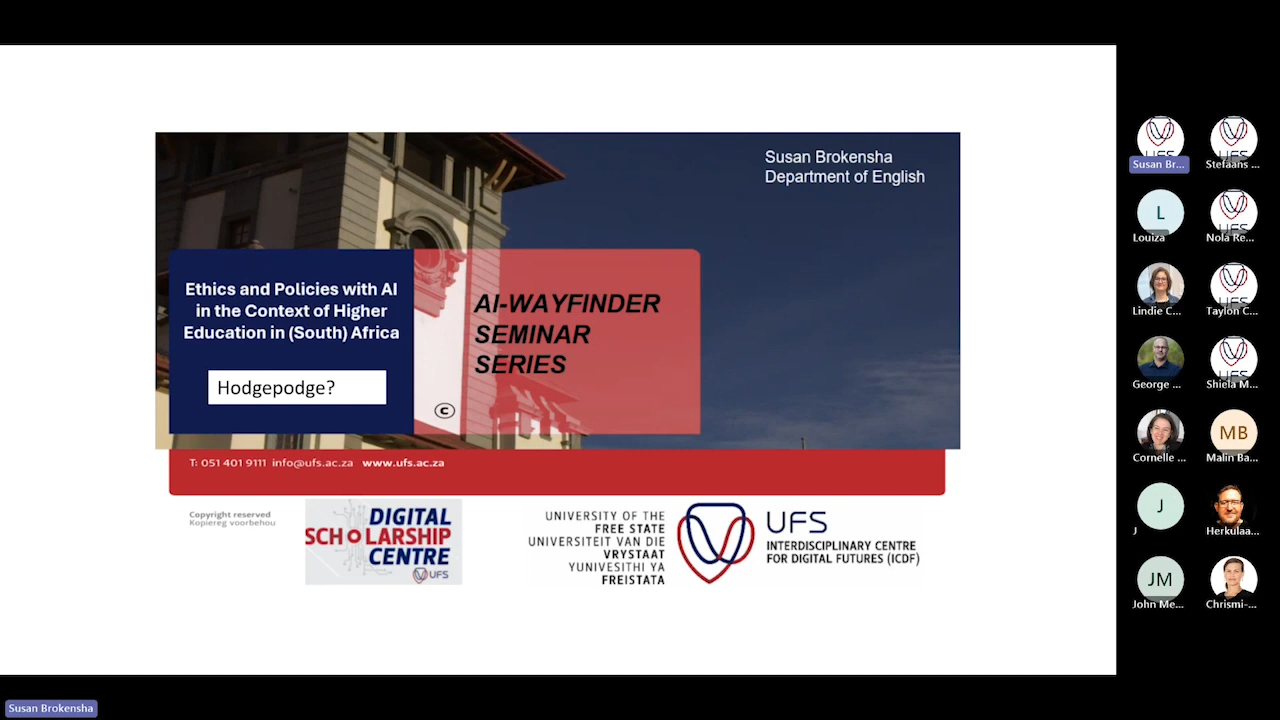 Susan Brokensha
Department of English
Ethics and Policies with AI
in the Context of Higher
Education in (South) Africa
Hodgepodge?
©
AI-WAYFINDER
SEMINAR
SERIES
T: 051 401 9111 info@ufs.ac.za www.ufs.ac.za
Copyright reserved
Kopiereg voorbehou
DIGITAL
SCHOLARSHIP
CENTRE
UFS
UNIVERSITY OF THE
FREE STATE
UNIVERSITEIT VAN DIE
VRYSTAAT
YUNIVESITHI YA
FREISTATA
UFS
INTERDISCIPLINARY CENTRE
FOR DIGITAL FUTURES (ICDF)
Susan Br...
Stefaans ...
L
Louiza
Nola Re...
Lindie C...
Taylon C...
George ...
Shiela M...
Cornelle ...
MB
Malin Ba...
J
J
Herkulaa...
JM
John Me...
Chrismi-...
Susan Brokensha